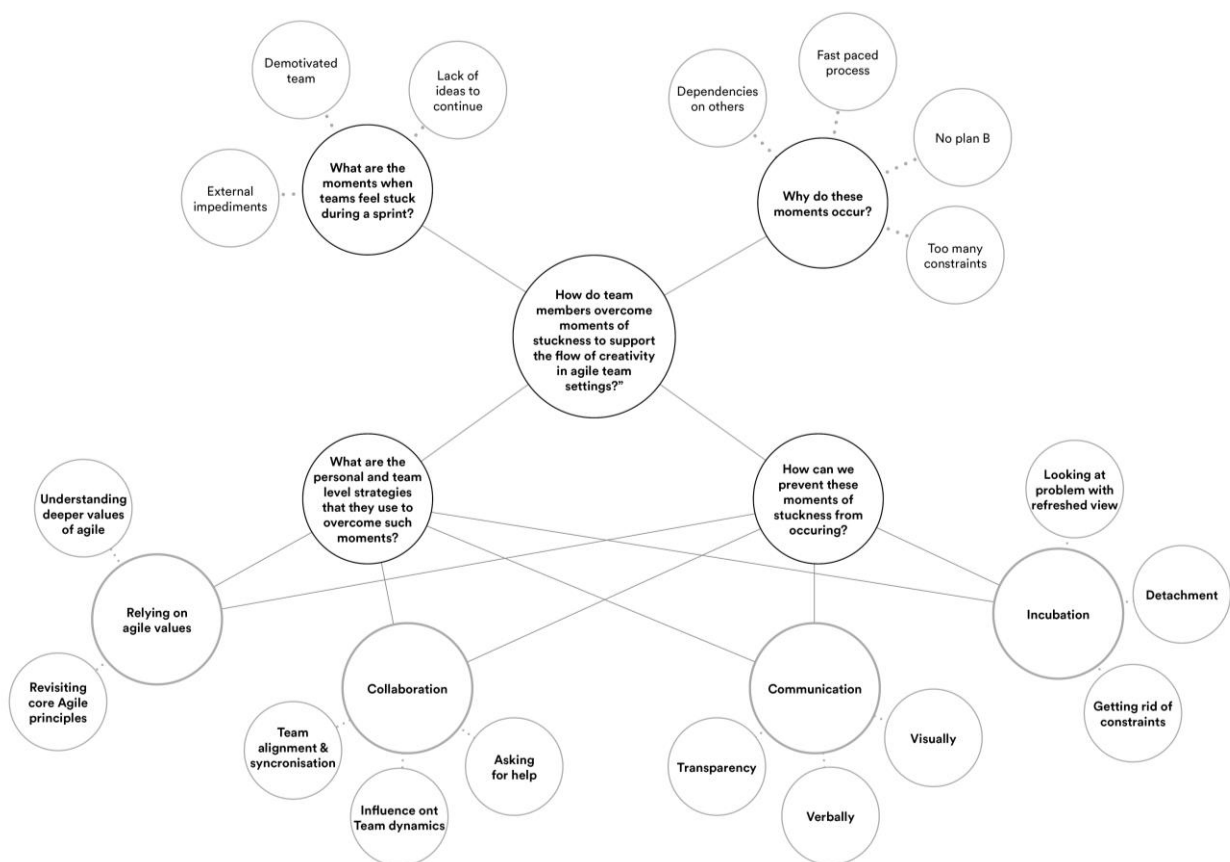 Demotivated
team
Lack of
ideas to
continue
External
impediments
What are the
moments when
teams feel stuck
during a sprint?
Fast paced
process
Dependencies
on others
No plan B
Why do these
moments occur?
Too many
constraints
How do team
members overcome
moments of
stuckness to support
the flow of creativity
in agile team
settings?”
What are the
personal and team
level strategies
that they use to
overcome such
moments?
How can we
prevent these
moments of
stuckness from
occuring?
Understanding
deeper values
of agile
Relying on
agile values
Revisiting
core Agile
principles
Collaboration
Team
alignment &
syncronisation
Influence ont
Team dynamics
Asking
for help
Communication
Transparency
Verbally
Visually
Looking at
problem with
refreshed view
Detachment
Incubation
Getting rid of
constraints